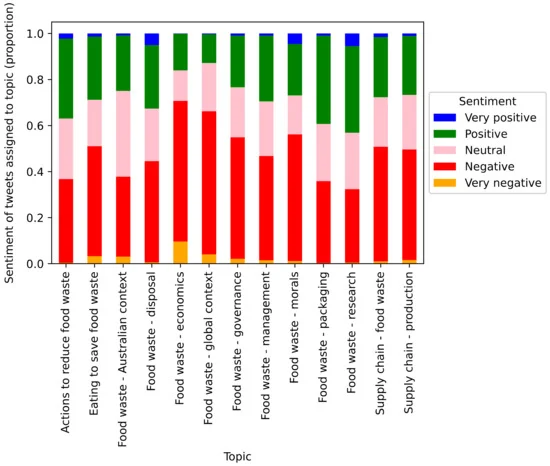 Sentiment of tweets assigned to topic (proportion)
1.0
0.8
0.6
0.4
0.2
0.0
Actions to reduce food waste
Eating to save food waste
Food waste - Australian context
Food waste - disposal
Food waste - economics
Food waste - global context
Food waste - governance
Food waste - management
Food waste - morals
Food waste - packaging
Food waste - research
Supply chain - food waste
Supply chain - production
Topic
Sentiment
Very positive
Positive
Neutral
Negative
Very negative